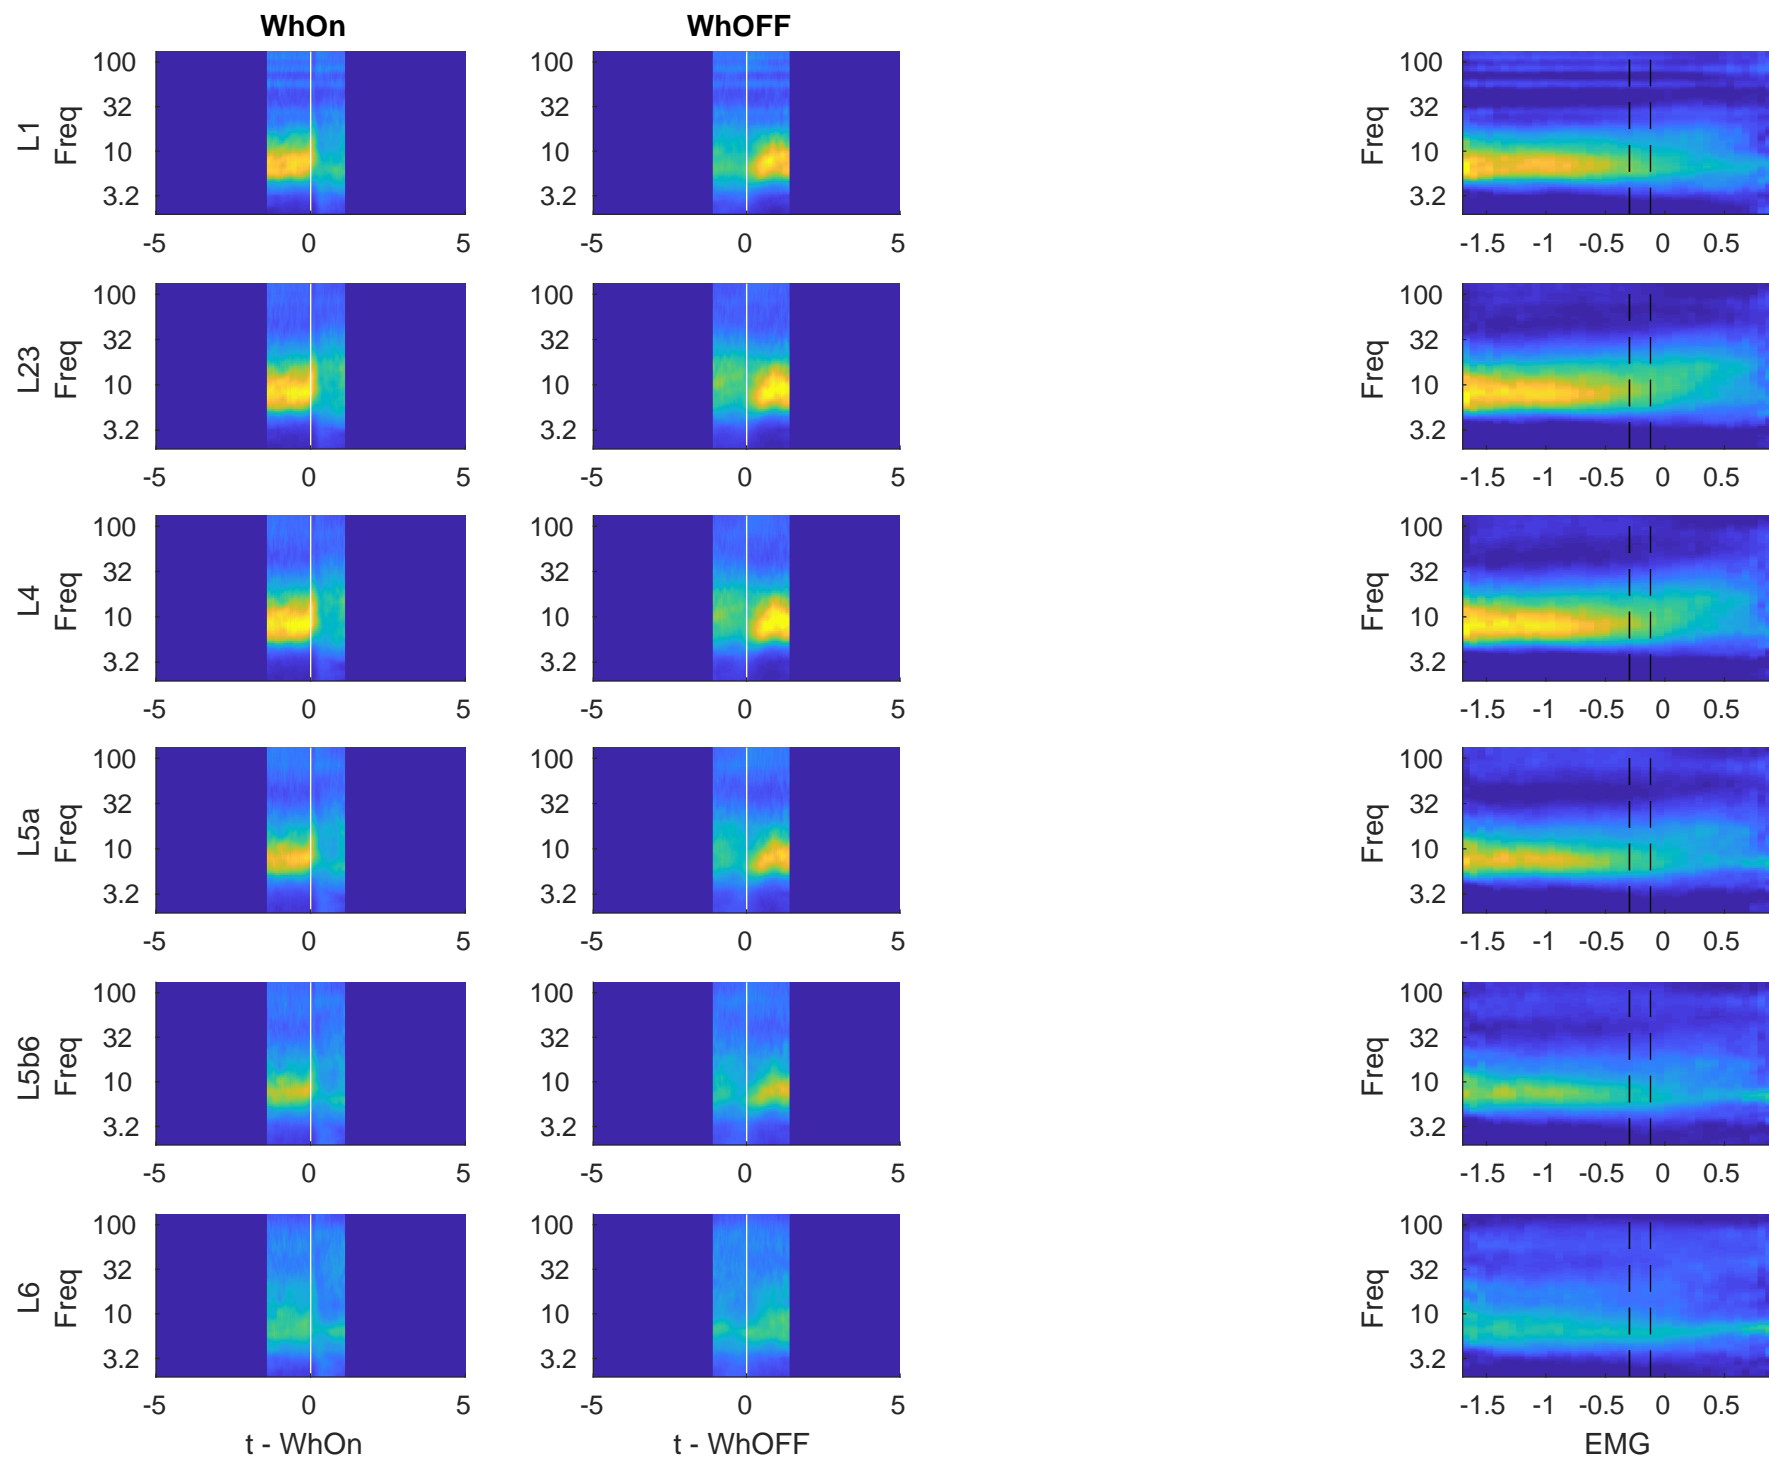 WhOn WhOFF
L1 Freq 100 32 10 3.2 100 32 10 3.2 Freq 100 32 10 3.2
-5 0 5 -5 0 5 -1.5 -1 -0.5 0 0.5
L23 Freq 100 32 10 3.2 100 32 10 3.2 Freq 100 32 10 3.2
-5 0 5 -5 0 5 -1.5 -1 -0.5 0 0.5
L4 Freq 100 32 10 3.2 100 32 10 3.2 Freq 100 32 10 3.2
-5 0 5 -5 0 5 -1.5 -1 -0.5 0 0.5
L5a Freq 100 32 10 3.2 100 32 10 3.2 Freq 100 32 10 3.2
-5 0 5 -5 0 5 -1.5 -1 -0.5 0 0.5
L5b6 Freq 100 32 10 3.2 100 32 10 3.2 Freq 100 32 10 3.2
-5 0 5 -5 0 5 -1.5 -1 -0.5 0 0.5
L6 Freq 100 32 10 3.2 100 32 10 3.2 Freq 100 32 10 3.2
-5 0 5 -5 0 5 -1.5 -1 -0.5 0 0.5
t - WhOn t - WhOFF EMG